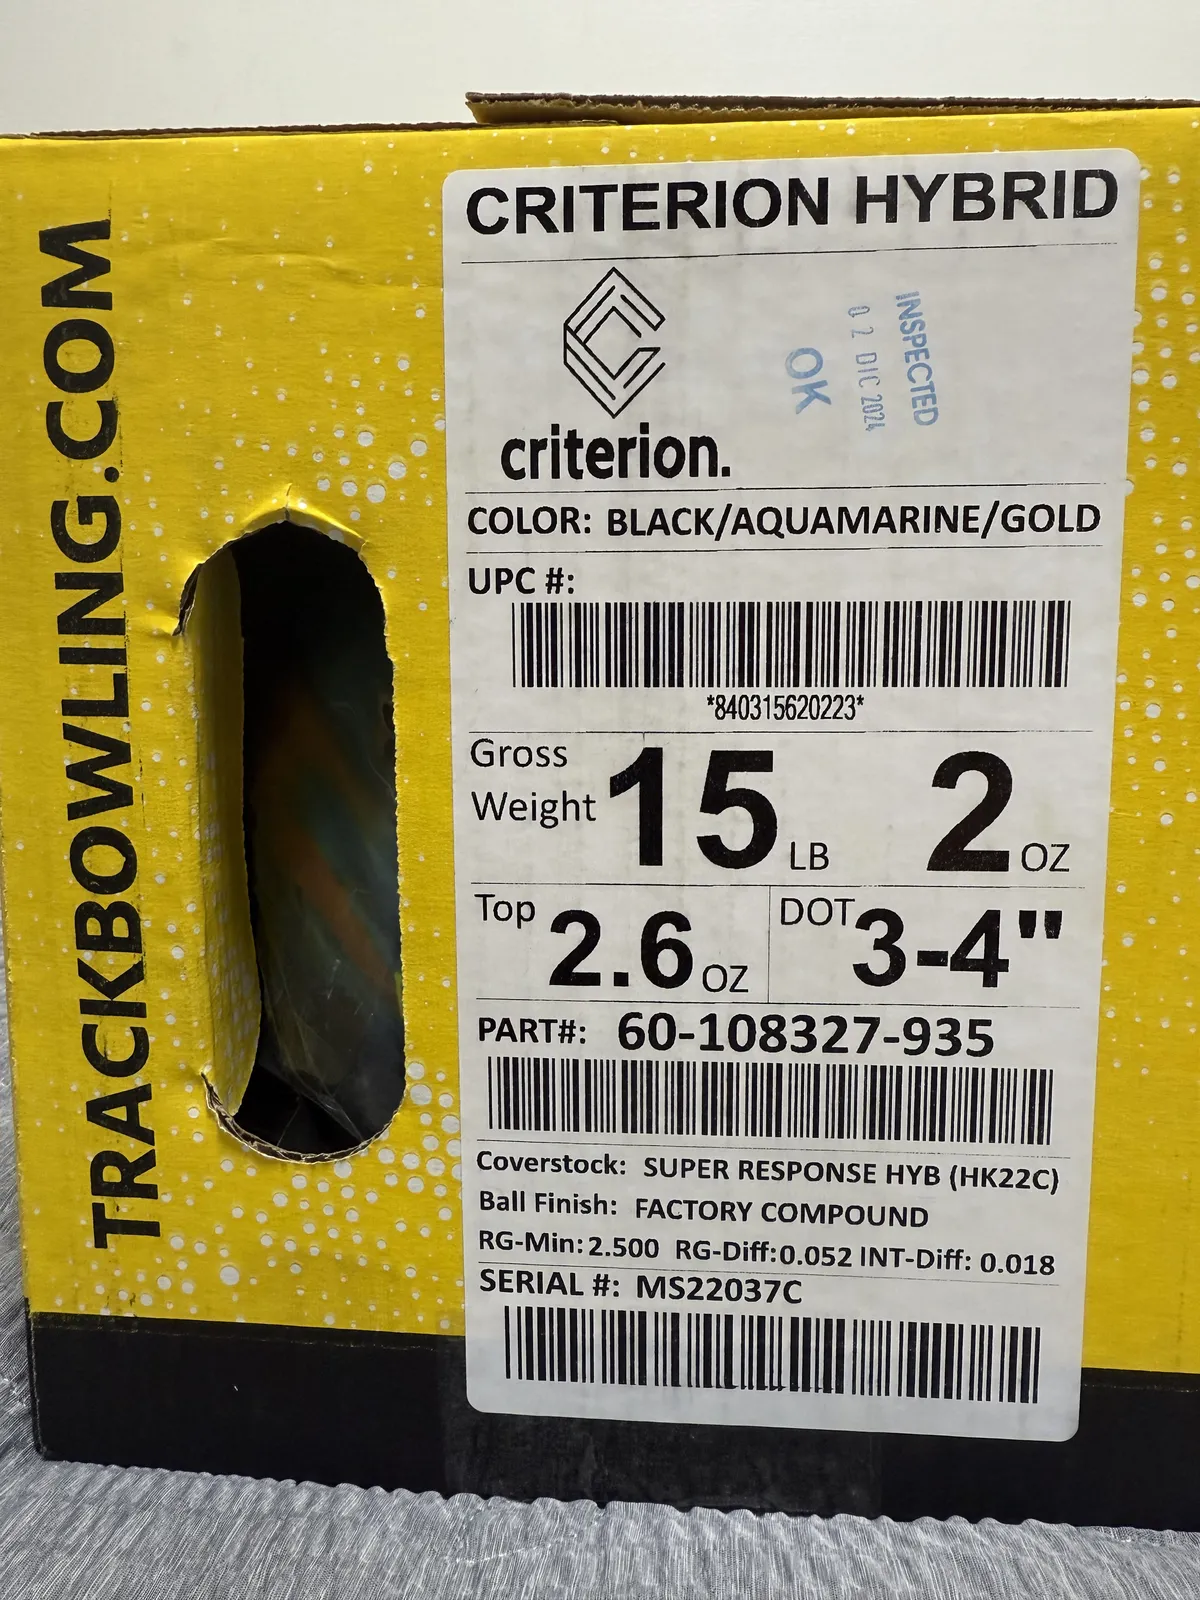 TRACKBOWLING.COM
CRITERION HYBRID
criterion.
OK
02 DIC 2024
INSPECTED
COLOR: BLACK/AQUAMARINE/GOLD
UPC #:
*840315620223*
Gross Weight 15 LB 2 OZ
Top 2.6 OZ DOT 3-4"
PART#: 60-108327-935
Coverstock: SUPER RESPONSE HYB (HK22C)
Ball Finish: FACTORY COMPOUND
RG-Min: 2.500 RG-Diff: 0.052 INT-Diff: 0.018
SERIAL #: MS22037C